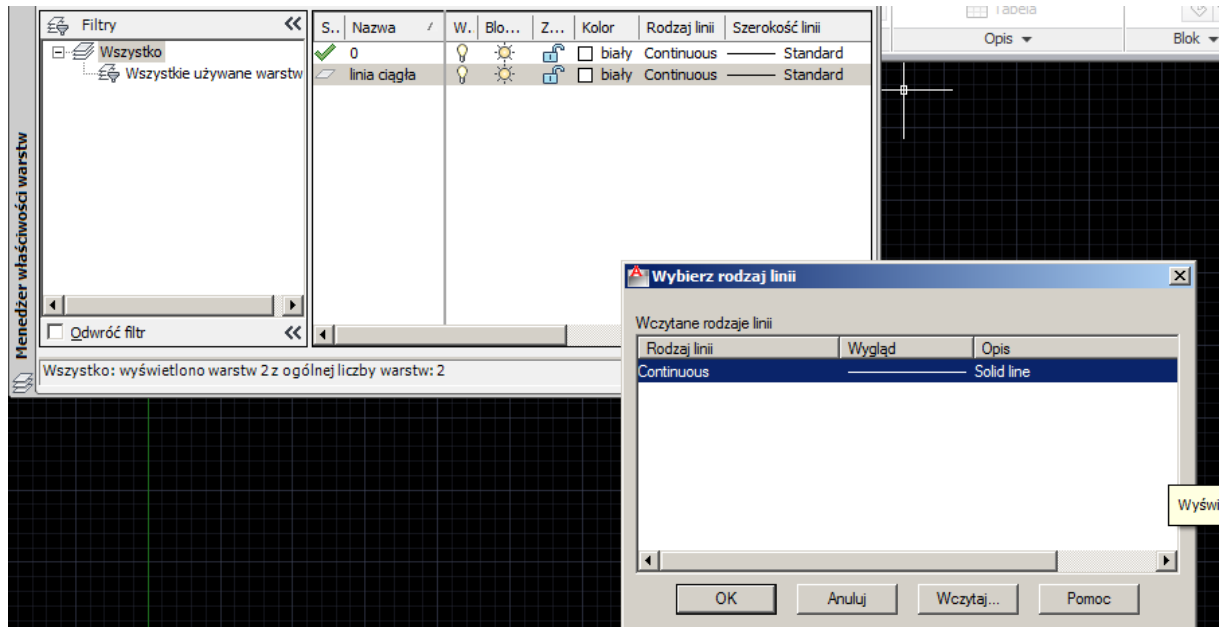 Filtry
S.. Nazwa / W. Blo... Z... Kolor Rodzaj linii Szerokość linii
Wszystko
0 biały Continuous Standard
Wszystkie używane warstw
linia ciągła biały Continuous Standard
Tabela
Opis
Blok
Menedżer właściwości warstw
Odwróć filtr
Wszystko: wyświetlono warstw 2 z ogólnej liczby warstw: 2
Wybierz rodzaj linii
Wczytane rodzaje linii
Rodzaj linii Wygląd Opis
Continuous Solid line
Wyświ
OK Anuluj Wczytaj... Pomoc